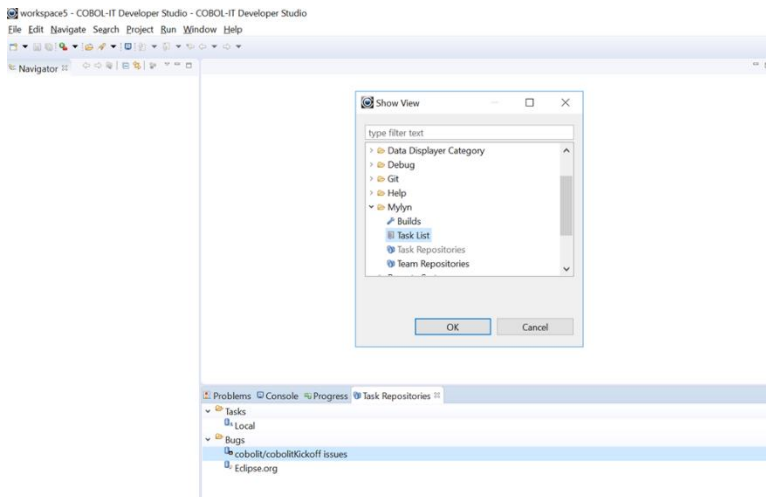 workspace5 - COBOL-IT Developer Studio - COBOL-IT Developer Studio
File Edit Navigate Search Project Run Window Help
Navigator
Show View
type filter text
Data Displayer Category
Debug
Git
Help
Mylyn
Builds
Task List
Task Repositories
Team Repositories
OK Cancel
Problems Console Progress Task Repositories
Tasks
Local
Bugs
cobolit/cobolitKickoff issues
Eclipse.org